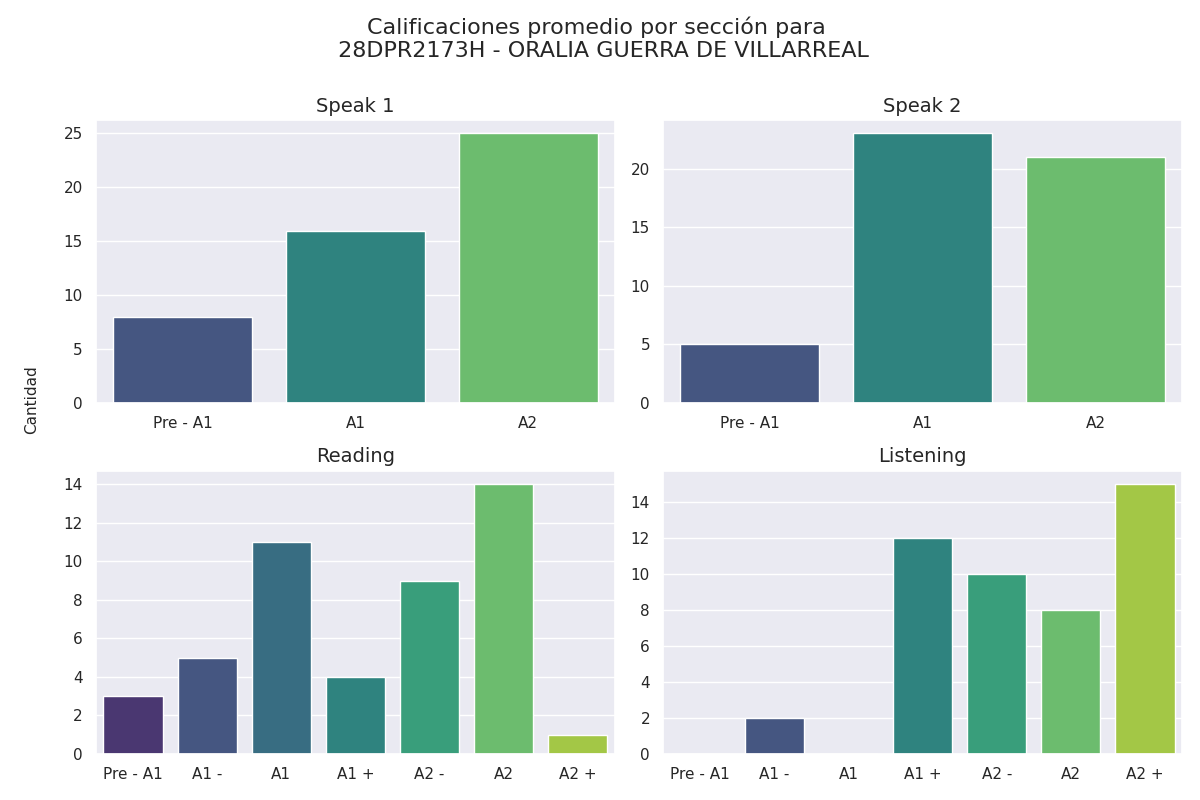 Calificaciones promedio por sección para
28DPR2173H - ORALIA GUERRA DE VILLARREAL
Speak 1
25
20
15
10
5
0
Pre - A1 A1 A2
Speak 2
20
15
10
5
0
Pre - A1 A1 A2
Cantidad
Reading
14
12
10
8
6
4
2
0
Pre - A1 A1 - A1 A1 + A2 - A2 A2 +
Listening
14
12
10
8
6
4
2
0
Pre - A1 A1 - A1 A1 + A2 - A2 A2 +